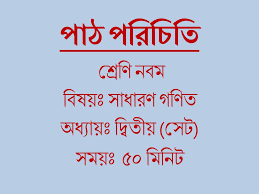 পাঠ পরিচিতি
শ্রেণি নবম
বিষয়ঃ সাধারণ গণিত
অধ্যায়ঃ দ্বিতীয় (সেট)
সময়ঃ ৫০ মিনিট